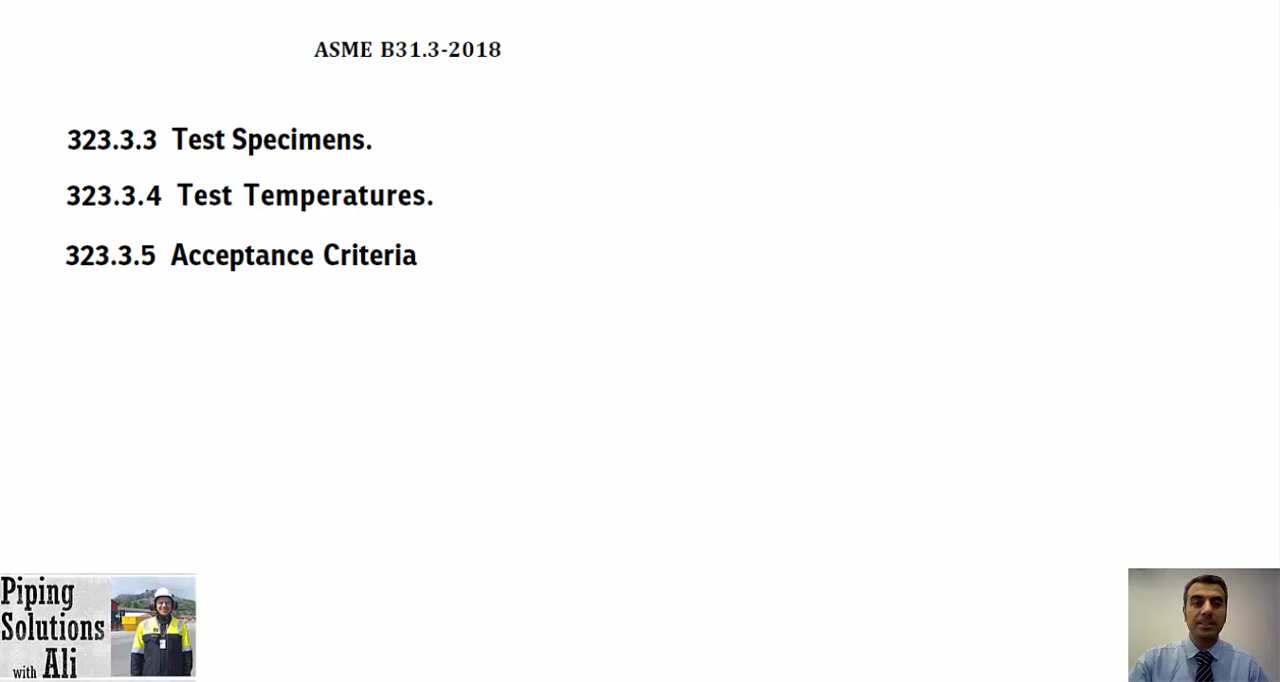 ASME B31.3-2018
323.3.3 Test Specimens.
323.3.4 Test Temperatures.
323.3.5 Acceptance Criteria
Piping
Solutions
with Ali